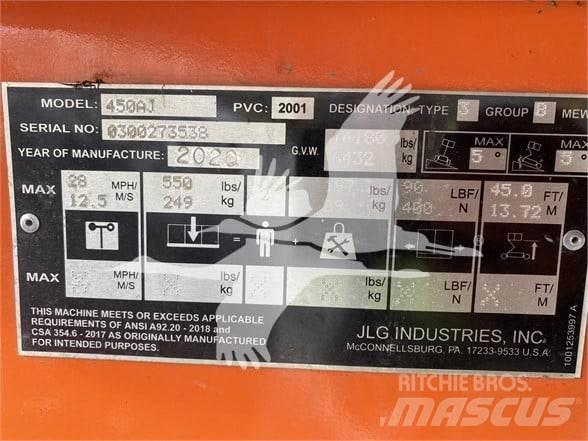 MODEL: 450AJ PVC: 2001 DESIGNATION TYPE 3 GROUP B MEW
SERIAL NO: 0300273538
YEAR OF MANUFACTURE: 2020 G.V.W. lbs kg MAX 5° MAX 5°
MAX 28 MPH/ 550 lbs/ 2 lbs/ 90 LBF/ 45.0 FT/
12.5 M/S 249 kg kg 400 N 13.72 M
= +
MAX X MPH/ X lbs/ X lbs/ X LBF/ X FT/
X M/S X kg X kg X N X M
THIS MACHINE MEETS OR EXCEEDS APPLICABLE
REQUIREMENTS OF ANSI A92.20 - 2018 and
CSA 354.6 - 2017 AS ORIGINALLY MANUFACTURED
FOR INTENDED PURPOSES.
JLG INDUSTRIES, INC.
McCONNELLSBURG, PA. 17233-9533 U.S.A.
1001253997 A
RITCHIE BROS.
MASCUS